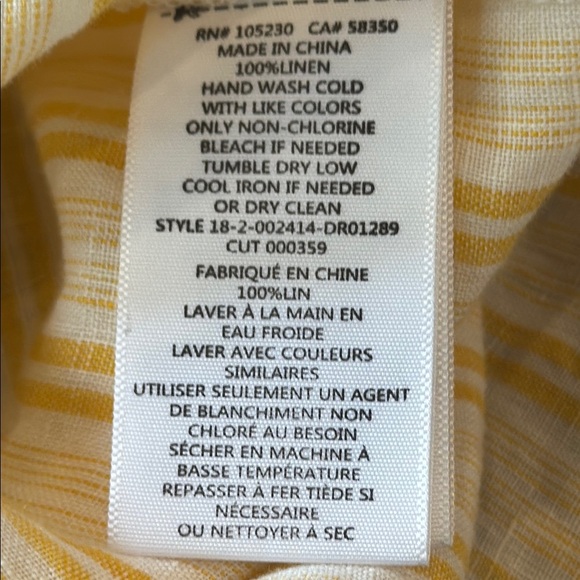 RN# 105230 CA# 58350
MADE IN CHINA
100%LINEN
HAND WASH COLD
WITH LIKE COLORS
ONLY NON-CHLORINE
BLEACH IF NEEDED
TUMBLE DRY LOW
COOL IRON IF NEEDED
OR DRY CLEAN
STYLE 18-2-002414-DR01289
CUT 000359
FABRIQUÉ EN CHINE
100%LIN
LAVER À LA MAIN EN
EAU FROIDE
LAVER AVEC COULEURS
SIMILAIRES
UTILISER SEULEMENT UN AGENT
DE BLANCHIMENT NON
CHLORÉ AU BESOIN
SÉCHER EN MACHINE À
BASSE TEMPÉRATURE
REPASSER À FER TIÈDE SI
NÉCESSAIRE
OU NETTOYER À SEC